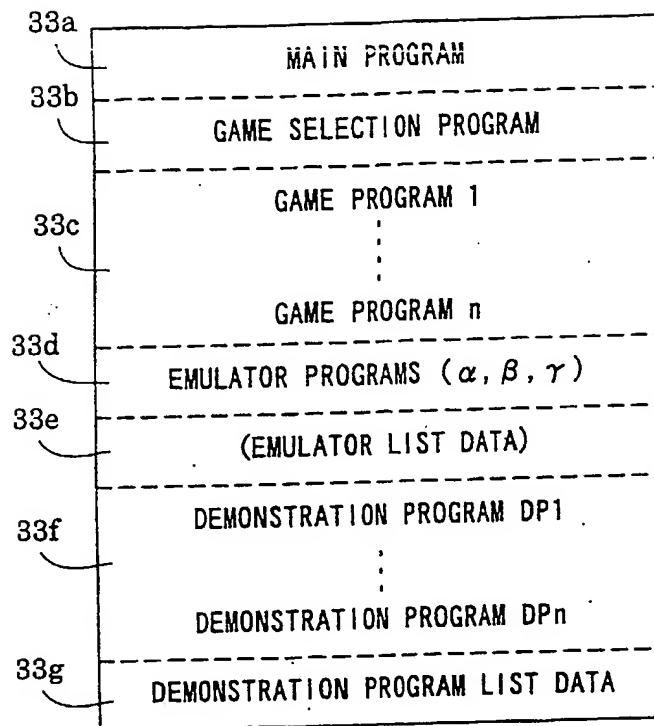 33a
MAIN PROGRAM
33b
GAME SELECTION PROGRAM
GAME PROGRAM 1
33c
GAME PROGRAM n
33d
EMULATOR PROGRAMS (α, β, γ)
33e
(EMULATOR LIST DATA)
DEMONSTRATION PROGRAM DP1
33f
DEMONSTRATION PROGRAM DPn
33g
DEMONSTRATION PROGRAM LIST DATA